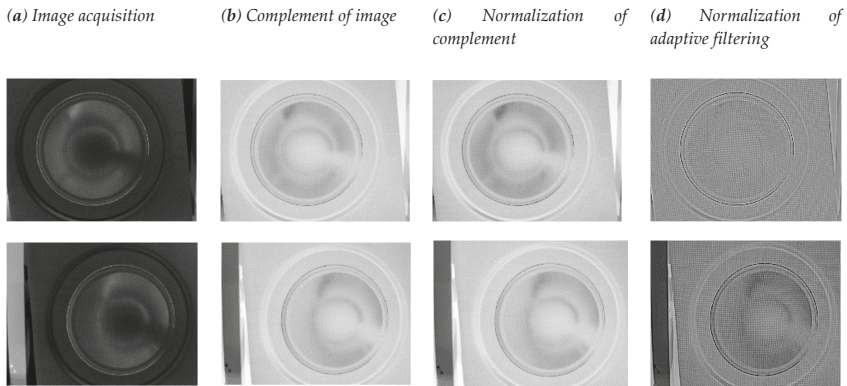 (a) Image acquisition
(b) Complement of image
(c) Normalization of
complement
(d) Normalization of
adaptive filtering